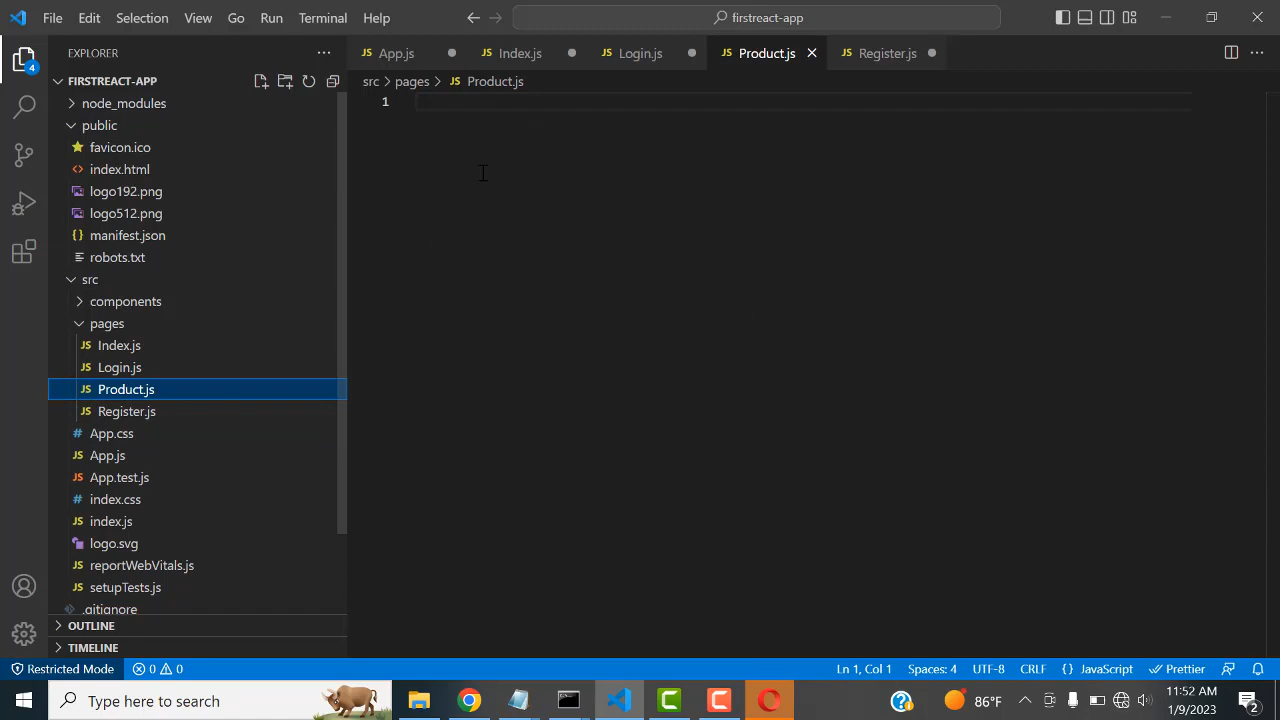 File Edit Selection View Go Run Terminal Help
firstreact-app
EXPLORER
FIRSTREACT-APP
node_modules
public
favicon.ico
index.html
logo192.png
logo512.png
manifest.json
robots.txt
src
components
pages
Index.js
Login.js
Product.js
Register.js
App.css
App.js
App.test.js
index.css
index.js
logo.svg
reportWebVitals.js
setupTests.js
.gitignore
OUTLINE
TIMELINE
4
App.js Index.js Login.js Product.js Register.js
src pages JS Product.js
1
Restricted Mode 0 0 Ln 1, Col 1 Spaces: 4 UTF-8 CRLF {} JavaScript Prettier
Type here to search
86°F
11:52 AM
1/9/2023
2